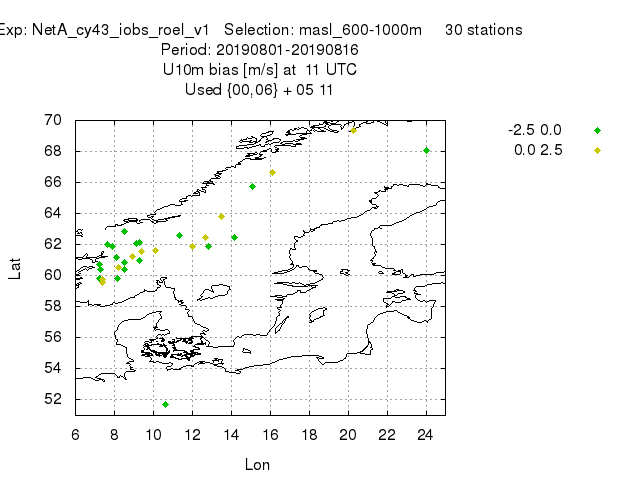 Exp: NetA_cy43_iobs_roel_v1 Selection: masl_600-1000m 30 stations
Period: 20190801-20190816
U10m bias [m/s] at 11 UTC
Used {00,06} + 05 11
-2.5 0.0
0.0 2.5
70
68
66
64
62
60
58
56
54
52
Lat
6 8 10 12 14 16 18 20 22 24
Lon